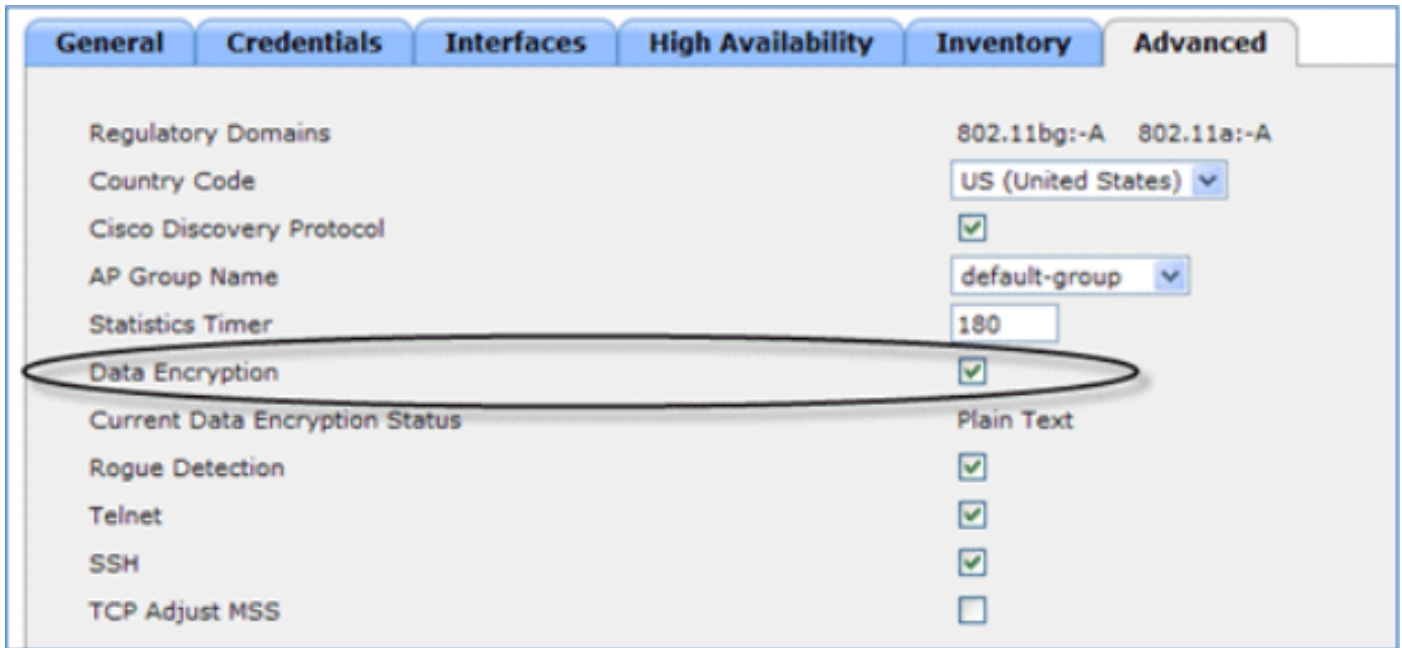 General Credentials Interfaces High Availability Inventory Advanced
Regulatory Domains 802.11bg:-A 802.11a:-A
Country Code US (United States)
Cisco Discovery Protocol
AP Group Name default-group
Statistics Timer 180
Data Encryption
Current Data Encryption Status Plain Text
Rogue Detection
Telnet
SSH
TCP Adjust MSS